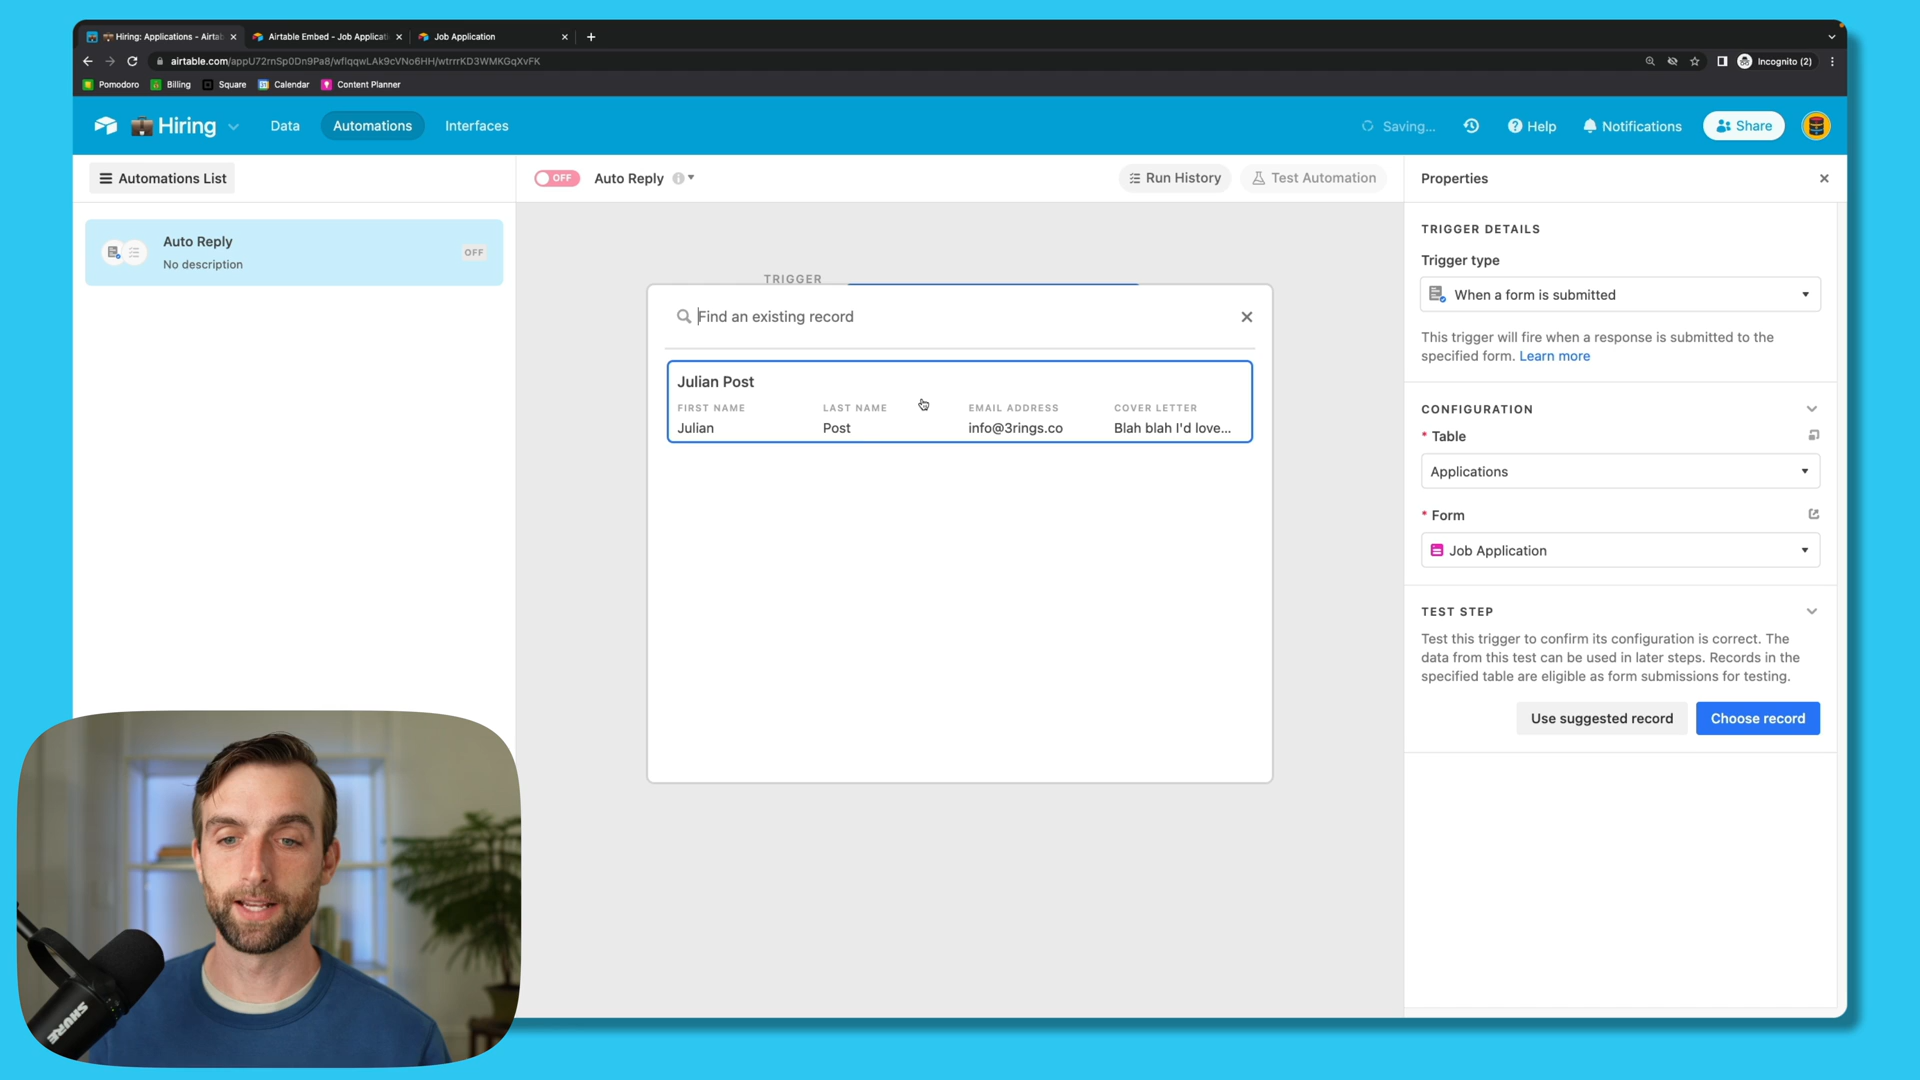 Hiring: Applications - Airtab
Airtable Embed - Job Applicati
Job Application
airtable.com/appU72rnSp0Dn9Pa8/wflqqwLAk9cVNo6HH/wtrrrKD3WMKGqXvFK
Incognito (2)
Pomodoro
Billing
Square
Calendar
Content Planner
Hiring
Data
Automations
Interfaces
Saving...
Help
Notifications
Share
Automations List
OFF
Auto Reply
Run History
Test Automation
Properties
Auto Reply
No description
OFF
TRIGGER
Find an existing record
Julian Post
FIRST NAME
LAST NAME
EMAIL ADDRESS
COVER LETTER
Julian
Post
info@3rings.co
Blah blah I'd love...
TRIGGER DETAILS
Trigger type
When a form is submitted
This trigger will fire when a response is submitted to the
specified form. Learn more
CONFIGURATION
* Table
Applications
* Form
Job Application
TEST STEP
Test this trigger to confirm its configuration is correct. The
data from this test can be used in later steps. Records in the
specified table are eligible as form submissions for testing.
Use suggested record
Choose record
SHURE